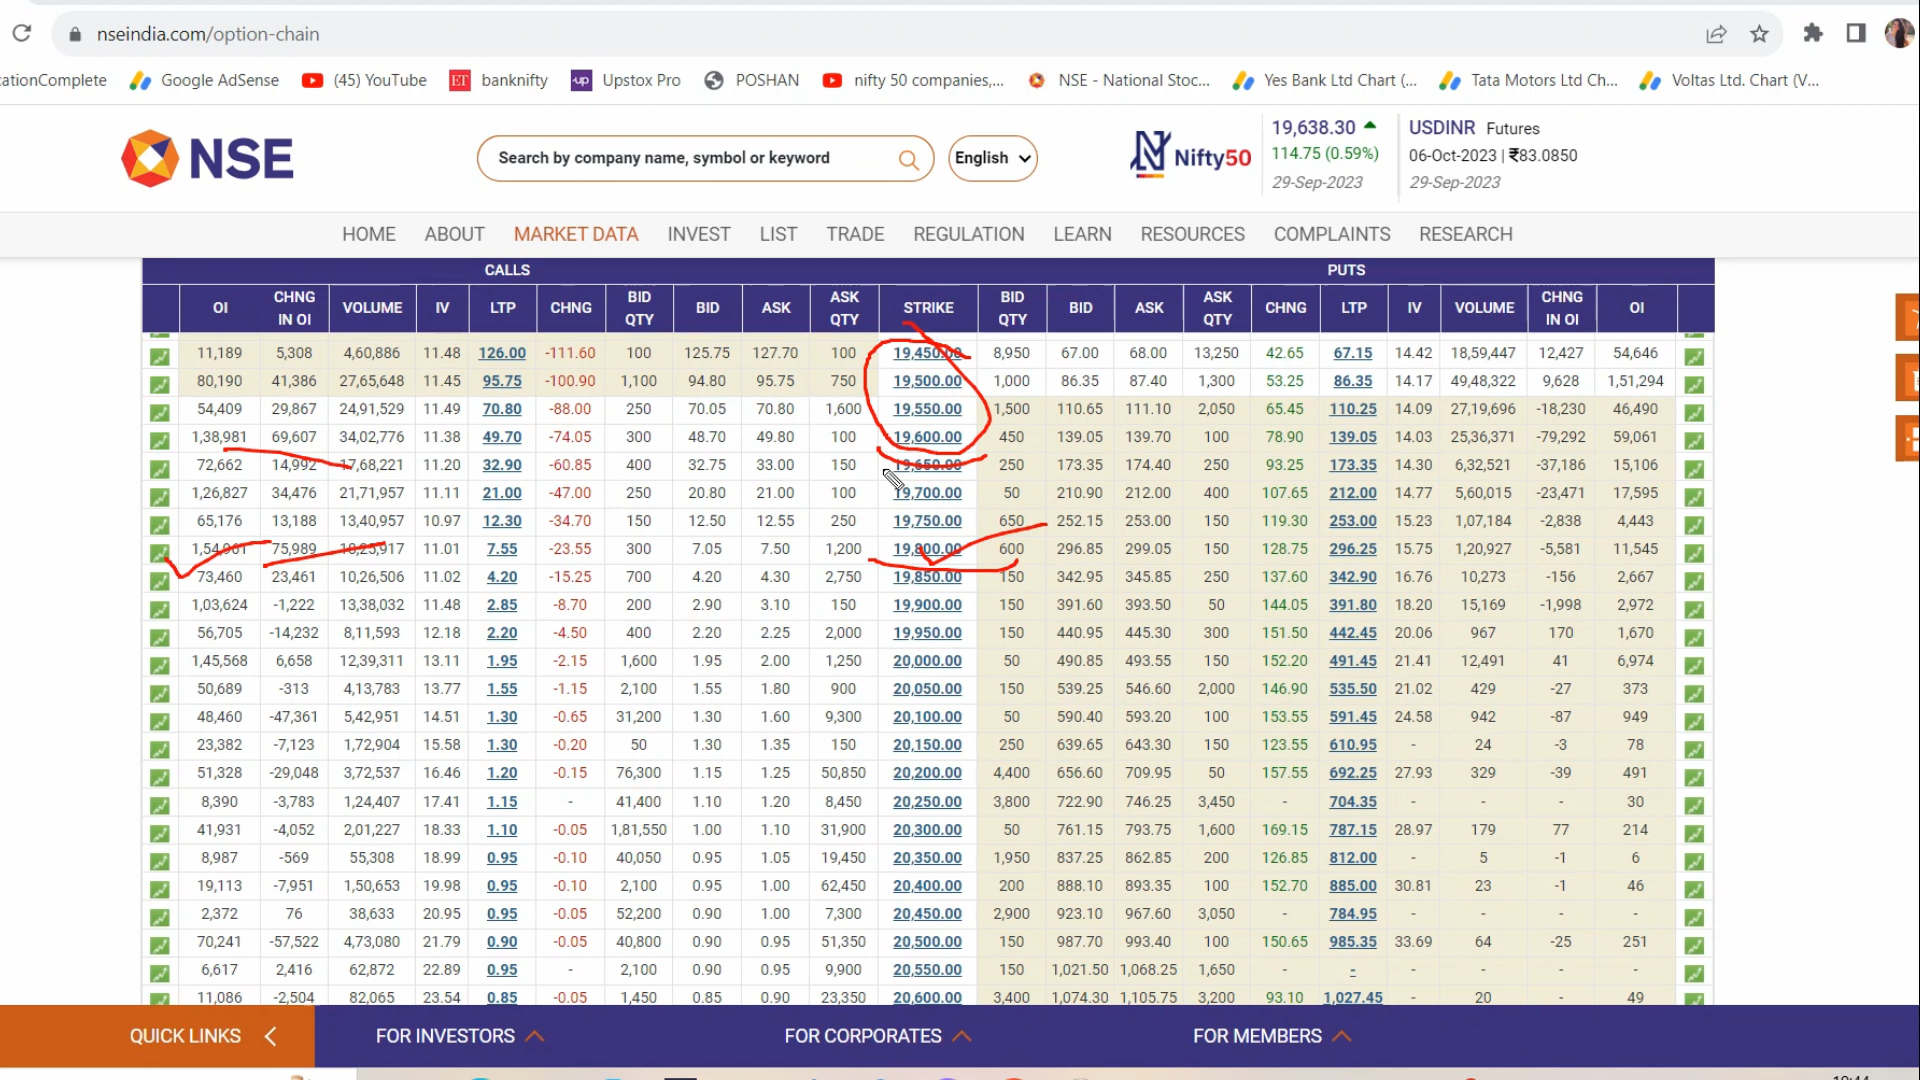 nseindia.com/option-chain
cationComplete Google AdSense (45) YouTube ET banknifty up Upstox Pro POSHAN nifty 50 companies,... NSE - National Stoc... Yes Bank Ltd Chart (... Tata Motors Ltd Ch... Voltas Ltd. Chart (V...
NSE Search by company name, symbol or keyword English Nifty50 19,638.30 USDINR Futures
114.75 (0.59%) 06-Oct-2023 | ₹83.0850
29-Sep-2023 29-Sep-2023
HOME ABOUT MARKET DATA INVEST LIST TRADE REGULATION LEARN RESOURCES COMPLAINTS RESEARCH
CALLS PUTS
OI CHNG IN OI VOLUME IV LTP CHNG BID QTY BID ASK ASK QTY STRIKE BID QTY BID ASK ASK QTY CHNG LTP IV VOLUME CHNG IN OI OI
11,189 5,308 4,60,886 11.48 126.00 -111.60 100 125.75 127.70 100 19,450.00 8,950 67.00 68.00 13,250 42.65 67.15 14.42 18,59,447 12,427 54,646
80,190 41,386 27,65,648 11.45 95.75 -100.90 1,100 94.80 95.75 750 19,500.00 1,000 86.35 87.40 1,300 53.25 86.35 14.17 49,48,322 9,628 1,51,294
54,409 29,867 24,91,529 11.49 70.80 -88.00 250 70.05 70.80 1,600 19,550.00 1,500 110.65 111.10 2,050 65.45 110.25 14.09 27,19,696 -18,230 46,490
1,38,981 69,607 34,02,776 11.38 49.70 -74.05 300 48.70 49.80 100 19,600.00 450 139.05 139.70 100 78.90 139.05 14.03 25,36,371 -79,292 59,061
72,662 14,992 17,68,221 11.20 32.90 -60.85 400 32.75 33.00 150 19,650.00 250 173.35 174.40 250 93.25 173.35 14.30 6,32,521 -37,186 15,106
1,26,827 34,476 21,71,957 11.11 21.00 -47.00 250 20.80 21.00 100 19,700.00 50 210.90 212.00 400 107.65 212.00 14.77 5,60,015 -23,471 17,595
65,176 13,188 13,40,957 10.97 12.30 -34.70 150 12.50 12.55 250 19,750.00 650 252.15 253.00 150 119.30 253.00 15.23 1,07,184 -2,838 4,443
1,54,961 75,989 18,25,917 11.01 7.55 -23.55 300 7.05 7.50 1,200 19,800.00 600 296.85 299.05 150 128.75 296.25 15.75 1,20,927 -5,581 11,545
73,460 23,461 10,26,506 11.02 4.20 -15.25 700 4.20 4.30 2,750 19,850.00 150 342.95 345.85 250 137.60 342.90 16.76 10,273 -156 2,667
1,03,624 -1,222 13,38,032 11.48 2.85 -8.70 200 2.90 3.10 150 19,900.00 150 391.60 393.50 50 144.05 391.80 18.20 15,169 -1,998 2,972
56,705 -14,232 8,11,593 12.18 2.20 -4.50 400 2.20 2.25 2,000 19,950.00 150 440.95 445.30 300 151.50 442.45 20.06 967 170 1,670
1,45,568 6,658 12,39,311 13.11 1.95 -2.15 1,600 1.95 2.00 1,250 20,000.00 50 490.85 493.55 150 152.20 491.45 21.41 12,491 41 6,974
50,689 -313 4,13,783 13.77 1.55 -1.15 2,100 1.55 1.80 900 20,050.00 150 539.25 546.60 2,000 146.90 535.50 21.02 429 -27 373
48,460 -47,361 5,42,951 14.51 1.30 -0.65 31,200 1.30 1.60 9,300 20,100.00 50 590.40 593.20 100 153.55 591.45 24.58 942 -87 949
23,382 -7,123 1,72,904 15.58 1.30 -0.20 50 1.30 1.35 150 20,150.00 250 639.65 643.30 150 123.55 610.95 - 24 -3 78
51,328 -29,048 3,72,537 16.46 1.20 -0.15 76,300 1.15 1.25 50,850 20,200.00 4,400 656.60 709.95 50 157.55 692.25 27.93 329 -39 491
8,390 -3,783 1,24,407 17.41 1.15 - 41,400 1.10 1.20 8,450 20,250.00 3,800 722.90 746.25 3,450 - 704.35 - - - 30
41,931 -4,052 2,01,227 18.33 1.10 -0.05 1,81,550 1.00 1.10 31,900 20,300.00 50 761.15 793.75 1,600 169.15 787.15 28.97 179 77 214
8,987 -569 55,308 18.99 0.95 -0.10 40,050 0.95 1.05 19,450 20,350.00 1,950 837.25 862.85 200 126.85 812.00 - 5 -1 6
19,113 -7,951 1,50,653 19.98 0.95 -0.10 2,100 0.95 1.00 62,450 20,400.00 200 888.10 893.35 100 152.70 885.00 30.81 23 -1 46
2,372 76 38,633 20.95 0.95 -0.05 52,200 0.90 1.00 7,300 20,450.00 2,900 923.10 967.60 3,050 - 784.95 - - - -
70,241 -57,522 4,73,080 21.79 0.90 -0.05 40,800 0.90 0.95 51,350 20,500.00 150 987.70 993.40 100 150.65 985.35 33.69 64 -25 251
6,617 2,416 62,872 22.89 0.95 - 2,100 0.90 0.95 9,900 20,550.00 150 1,021.50 1,068.25 1,650 - - - - - -
11,086 -2,504 82,065 23.54 0.85 -0.05 1,450 0.85 0.90 23,350 20,600.00 3,400 1,074.30 1,105.75 3,200 93.10 1,027.45 - 20 - 49
QUICK LINKS FOR INVESTORS FOR CORPORATES FOR MEMBERS